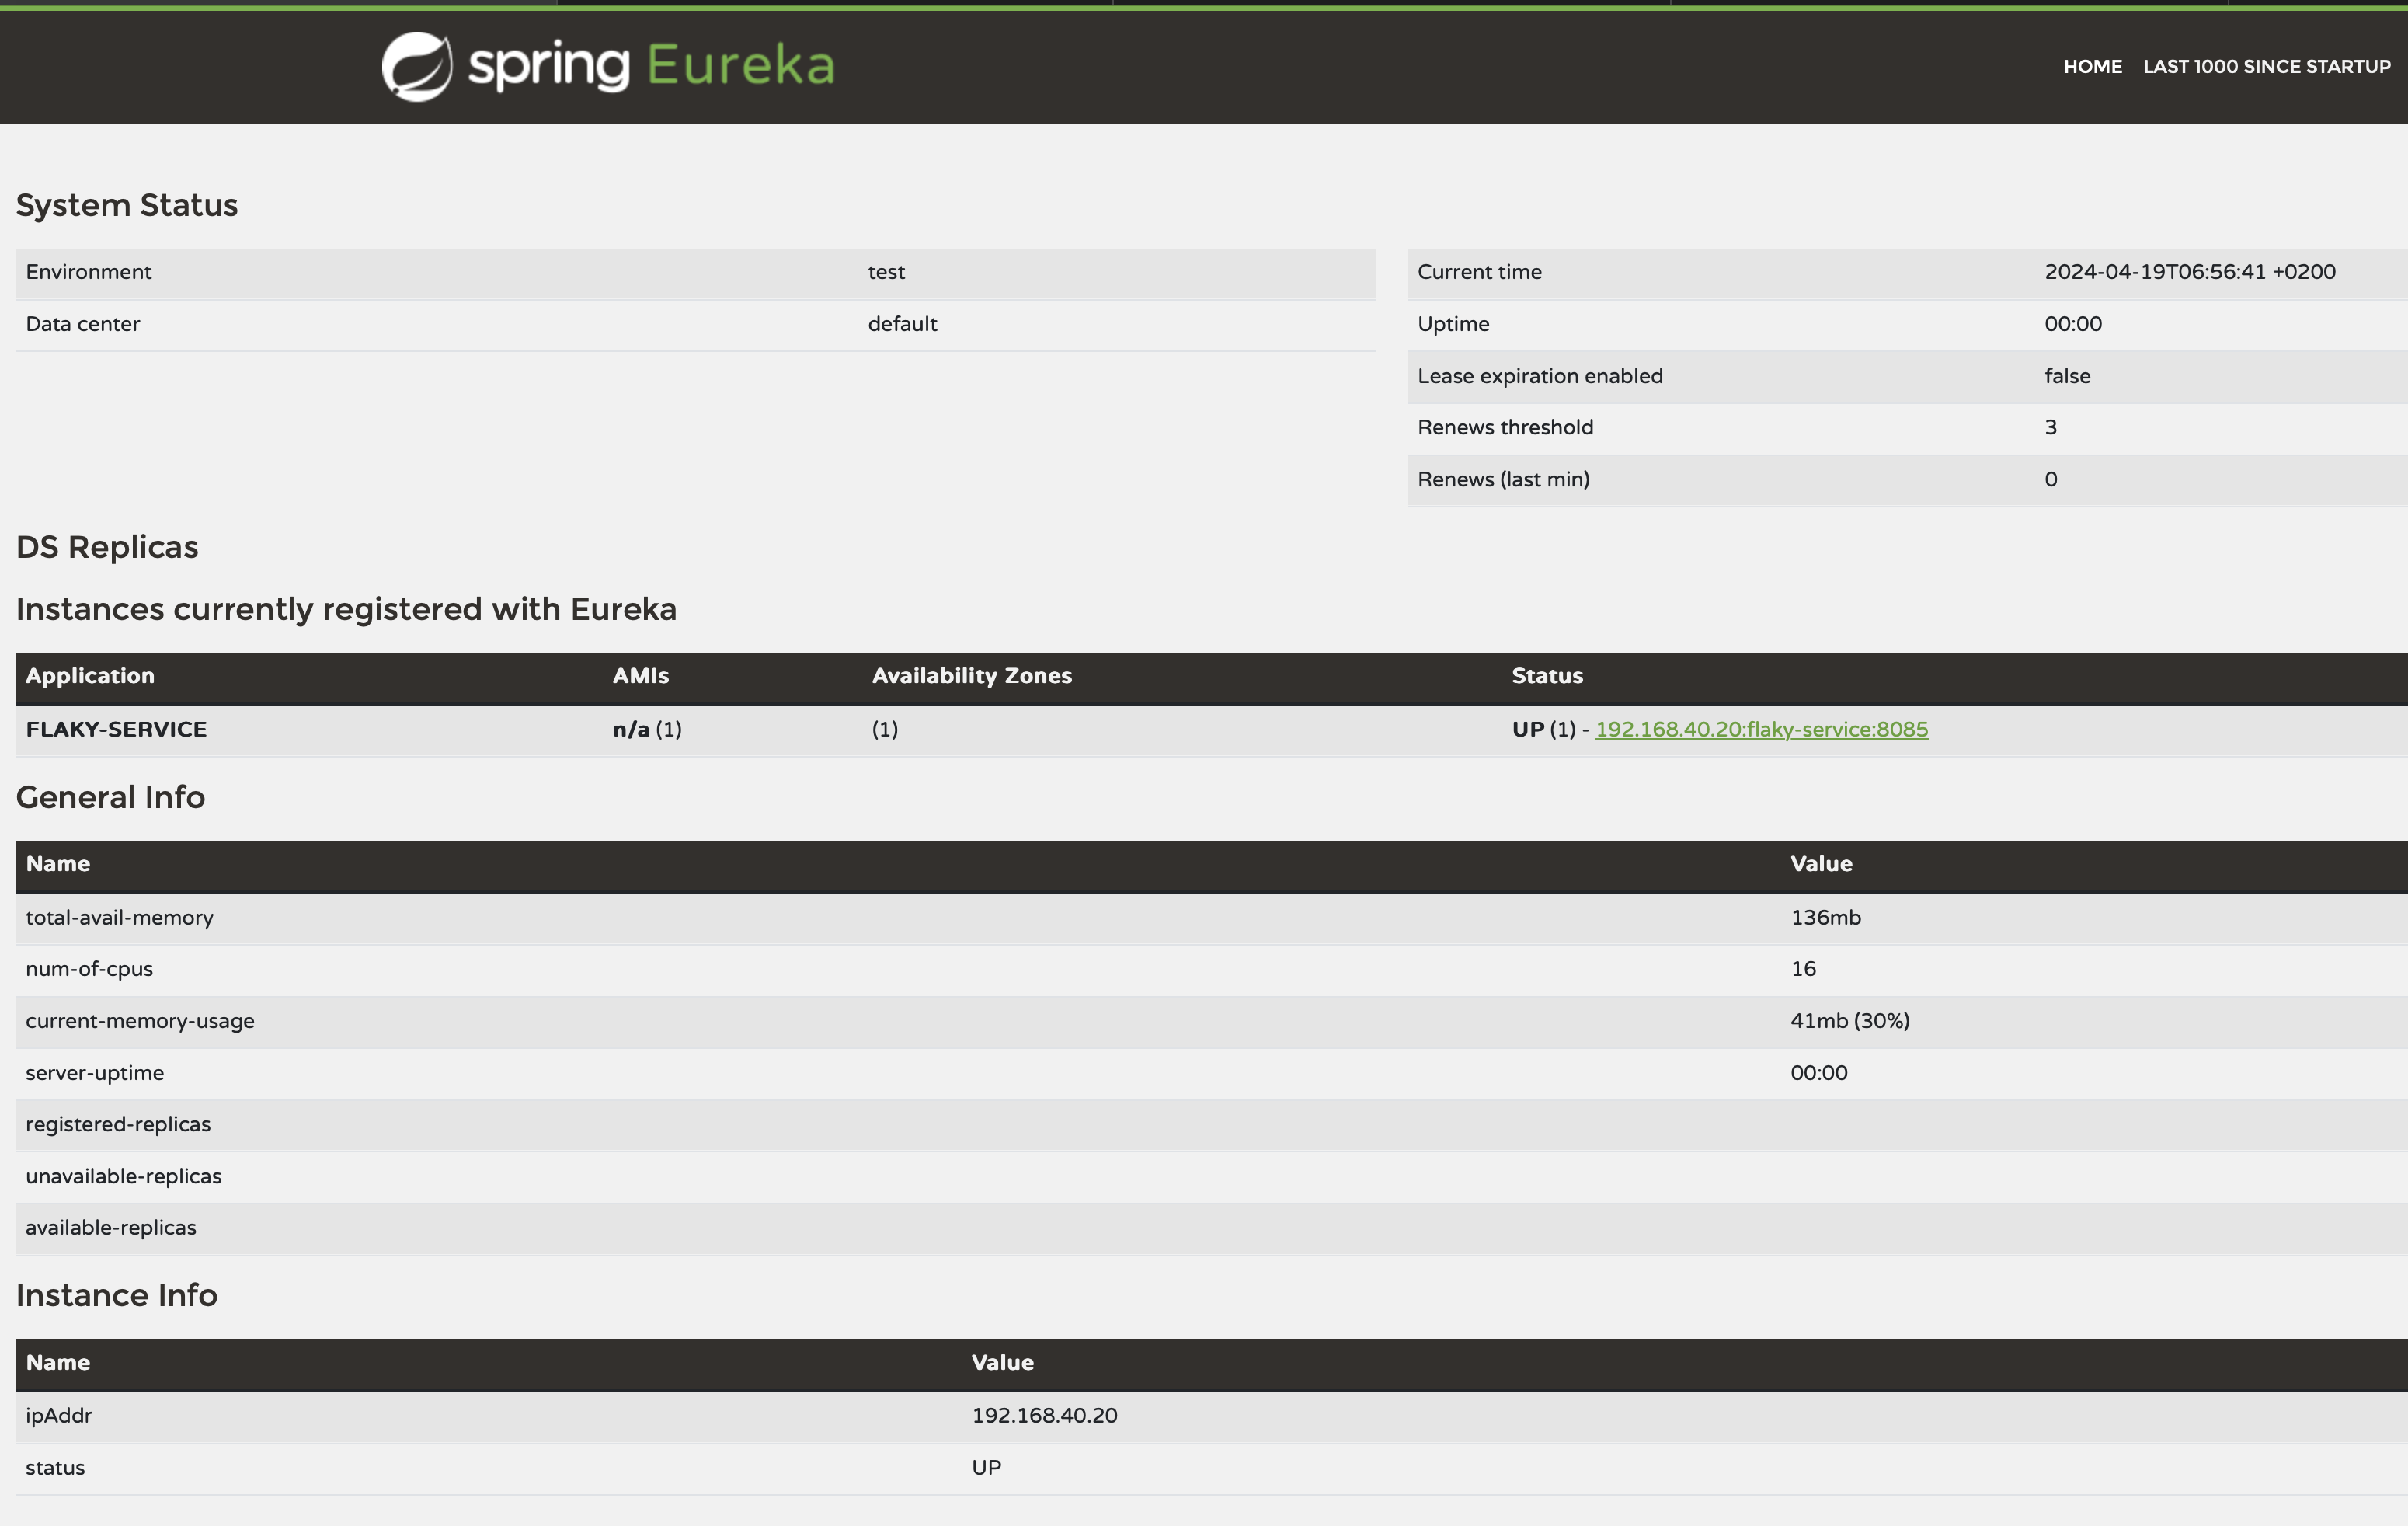 spring Eureka
HOME LAST 1000 SINCE STARTUP
System Status
Environment test
Data center default
Current time 2024-04-19T06:56:41 +0200
Uptime 00:00
Lease expiration enabled false
Renews threshold 3
Renews (last min) 0
DS Replicas
Instances currently registered with Eureka
Application AMIs Availability Zones Status
FLAKY-SERVICE n/a (1) (1) UP (1) - 192.168.40.20:flaky-service:8085
General Info
Name Value
total-avail-memory 136mb
num-of-cpus 16
current-memory-usage 41mb (30%)
server-uptime 00:00
registered-replicas
unavailable-replicas
available-replicas
Instance Info
Name Value
ipAddr 192.168.40.20
status UP